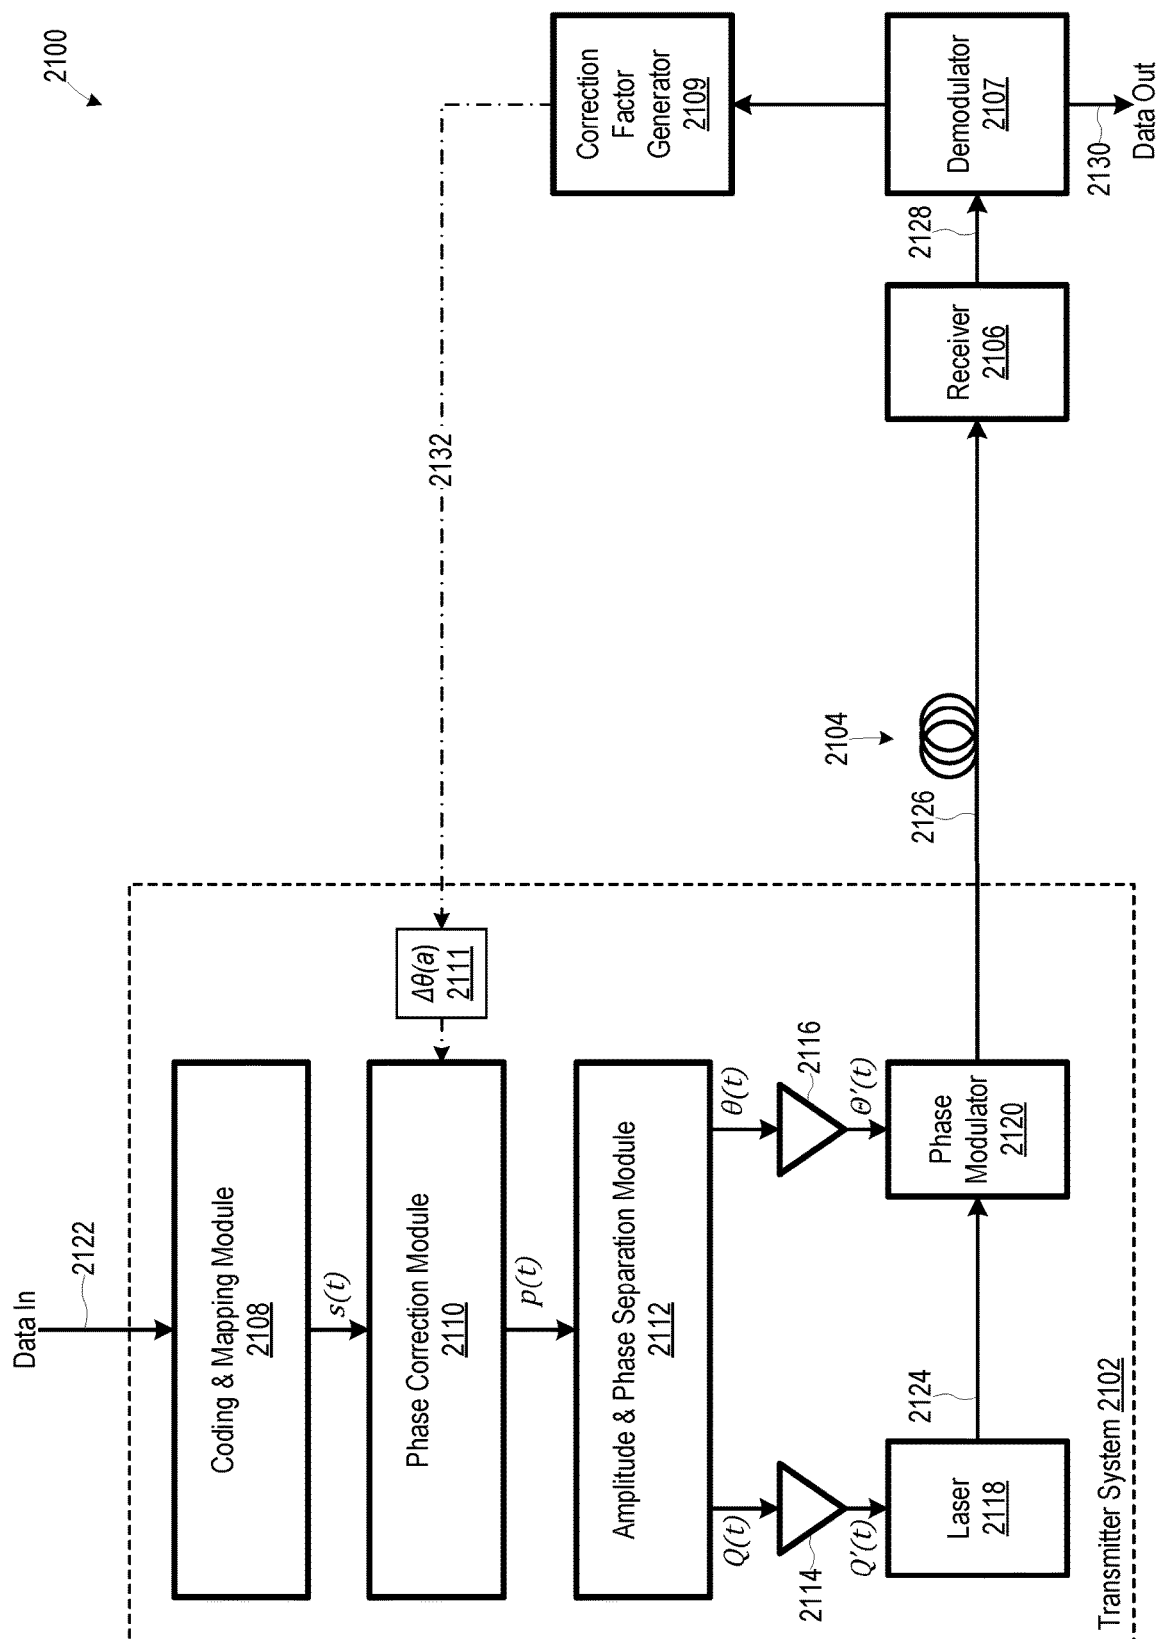 2100
Data In
2122
Coding & Mapping Module
2108
s(t)
Phase Correction Module
2110
Δθ(a)
2111
2132
p(t)
Amplitude & Phase Separation Module
2112
Q(t)
θ(t)
2114
2116
Q'(t)
Θ'(t)
Laser
2118
2124
Phase
Modulator
2120
2126
2104
Receiver
2106
2128
Demodulator
2107
2130
Data Out
Correction
Factor
Generator
2109
Transmitter System 2102